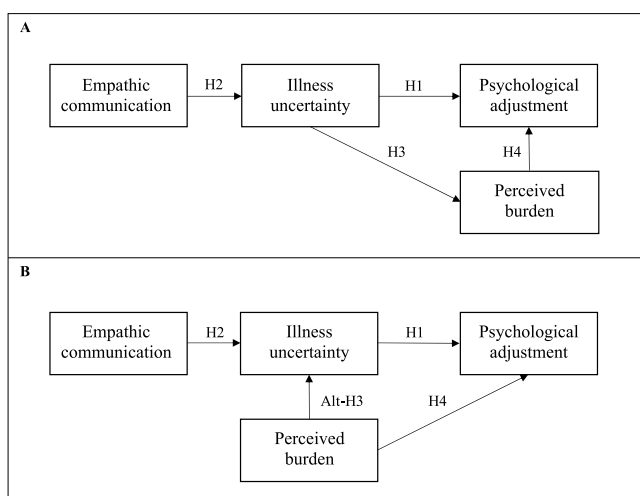 A
Empathic
communication
H2
Illness
uncertainty
H1
Psychological
adjustment
H3
H4
Perceived
burden
B
Empathic
communication
H2
Illness
uncertainty
H1
Psychological
adjustment
Alt-H3
H4
Perceived
burden